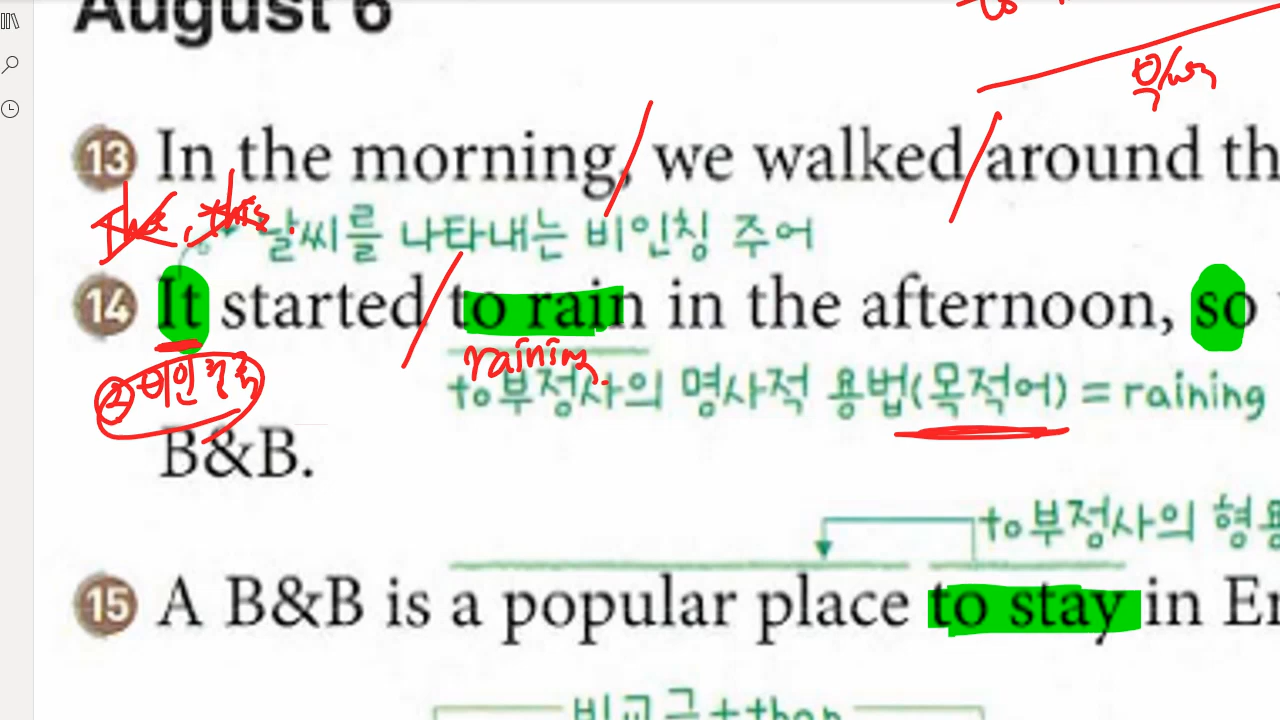 August 6
13 In the morning, we walked around th
The, this.
날씨를 나타내는 비인칭 주어
14 It started to rain in the afternoon, so
raining.
비인칭주
to부정사의 명사적 용법(목적어) = raining
B&B.
to부정사의 형용
15 A B&B is a popular place to stay in En
비교급+than